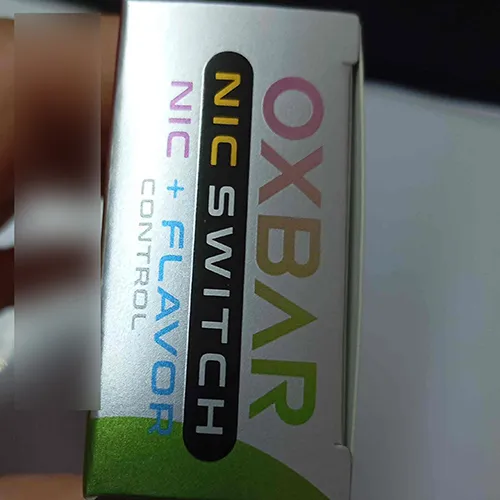 OXBAR
NIC SWITCH
NIC + FLAVOR
CONTROL